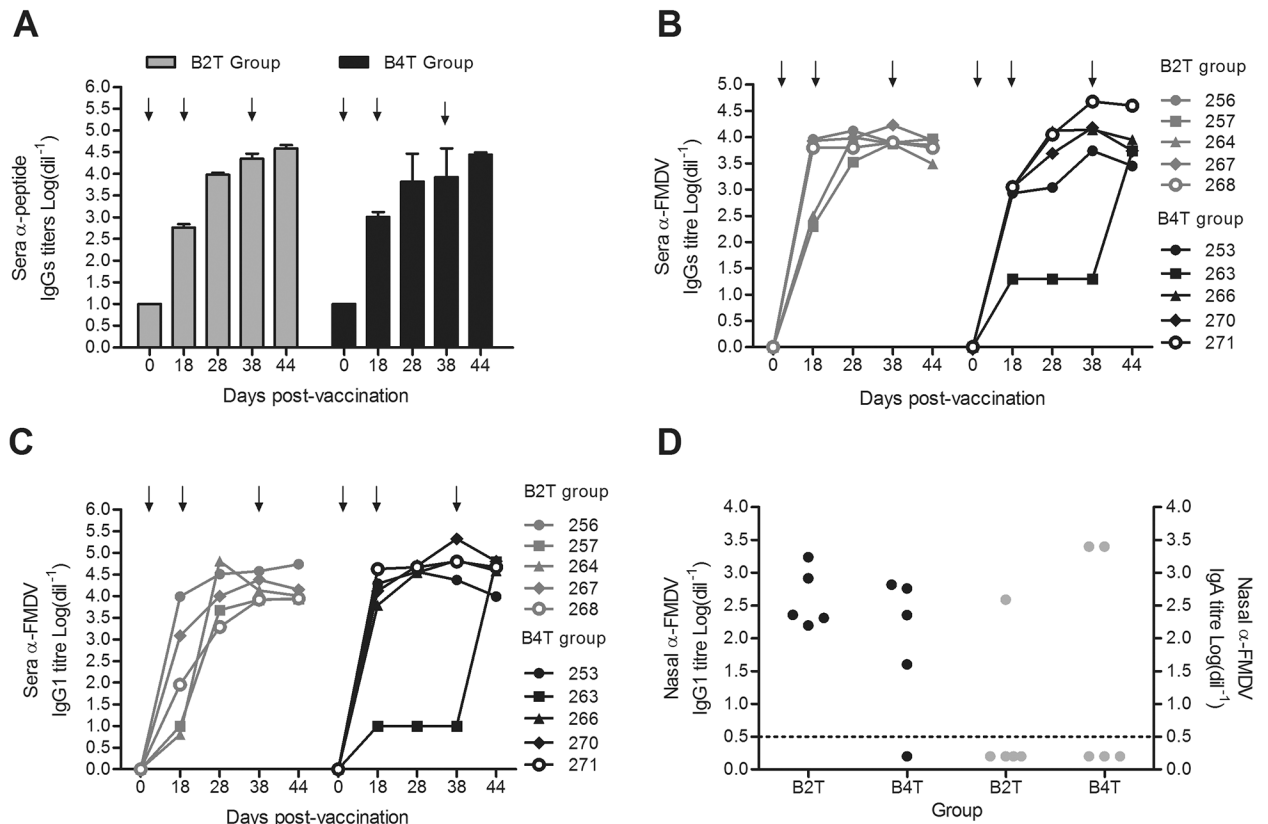 A
B2T Group
B4T Group
Sera α-peptide
IgGs titers Log(dil⁻¹)
6.0
5.5
5.0
4.5
4.0
3.5
3.0
2.5
2.0
1.5
1.0
0.5
0.0
0 18 28 38 44 0 18 28 38 44
Days post-vaccination
B
Sera α-FMDV
IgGs titre Log(dil⁻¹)
5.0
4.5
4.0
3.5
3.0
2.5
2.0
1.5
1.0
0.5
0.0
0 18 28 38 44 0 18 28 38 44
Days post-vaccination
B2T group
256
257
264
267
268
B4T group
253
263
266
270
271
C
Sera α-FMDV
IgG1 titre Log(dil⁻¹)
6.0
5.5
5.0
4.5
4.0
3.5
3.0
2.5
2.0
1.5
1.0
0.5
0.0
0 18 28 38 44 0 18 28 38 44
Days post-vaccination
B2T group
256
257
264
267
268
B4T group
253
263
266
270
271
D
Nasal α-FMDV
IgG1 titre Log(dil⁻¹)
4.0
3.5
3.0
2.5
2.0
1.5
1.0
0.5
0.0
B2T B4T B2T B4T
Group
4.0
3.5
3.0
2.5
2.0
1.5
1.0
0.5
0.0
Nasal α-FMDV
IgA titre Log(dil⁻¹)